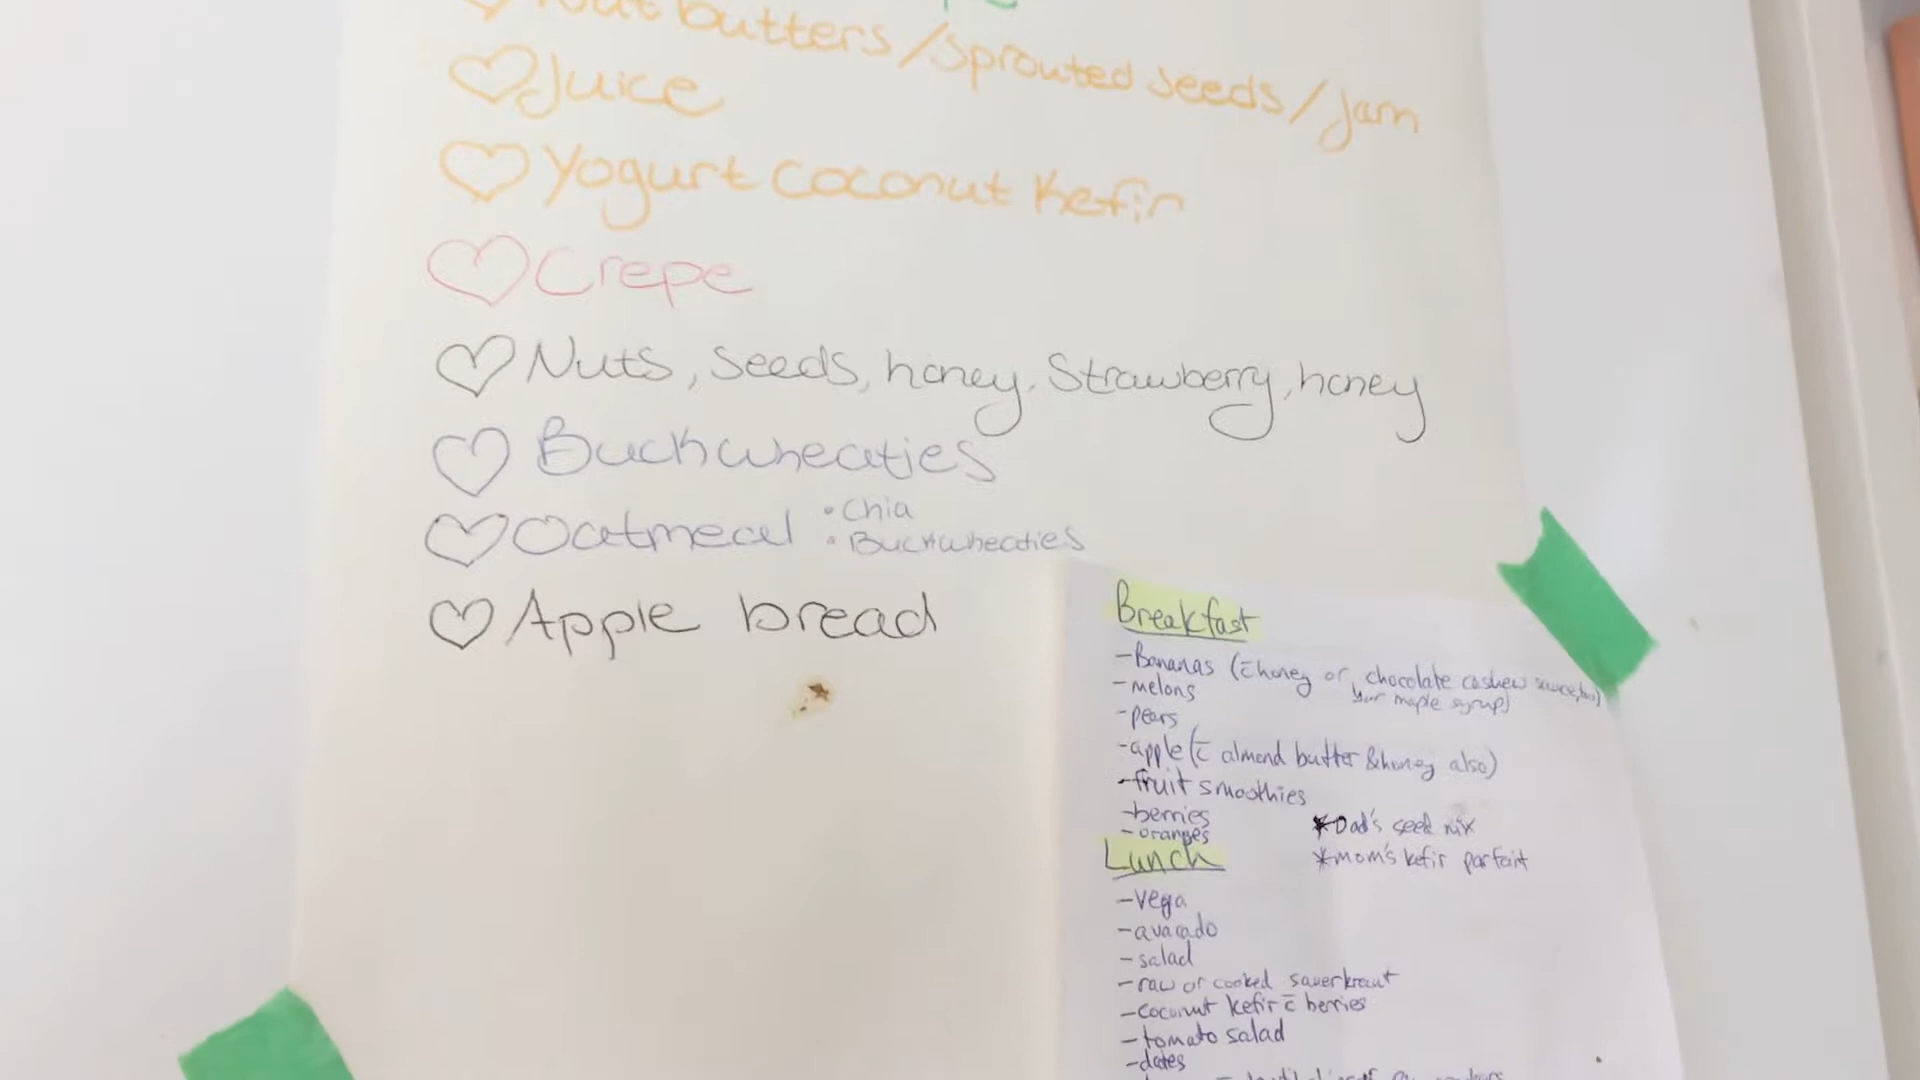 butters/sprouted seeds/jam
Juice
Yogurt coconut kefir
Crepe
Nuts, seeds, honey, Strawberry, honey
Buckwheaties
Oatmeal
• Chia
• Buckwheaties
Apple bread
Breakfast
- Bananas (c̄ honey or chocolate cashew sauce,
maple syrup)
- melons
- pears
- apple (c̄ almond butter & honey also)
- fruit smoothies
- berries
- oranges
*Dad's seed mix
*mom's kefir parfait
Lunch
- Vega
- avacado
- salad
- raw or cooked sauerkraut
- coconut kefir c̄ berries
- tomato salad
- dates